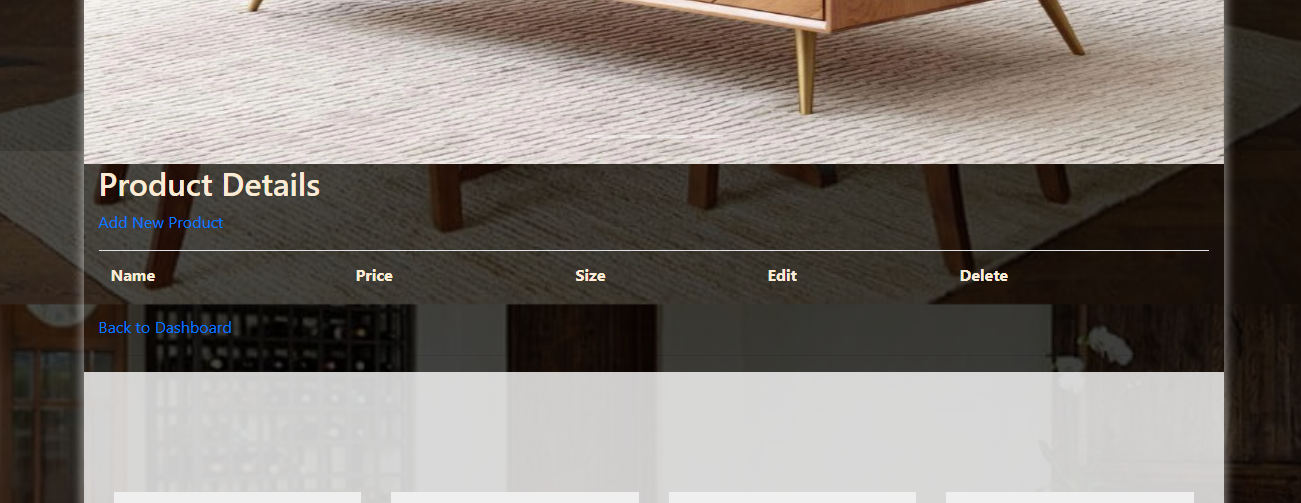 Product Details
Add New Product
Name Price Size Edit Delete
Back to Dashboard